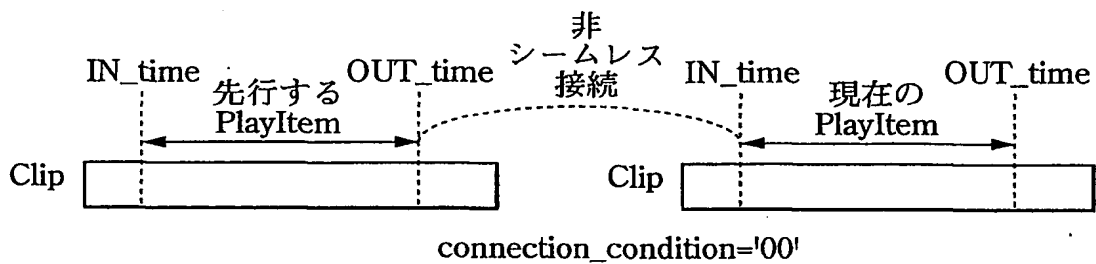 非
シームレス
接続
IN_time
OUT_time
IN_time
OUT_time
先行する
PlayItem
現在の
PlayItem
Clip
Clip
connection_condition='00'